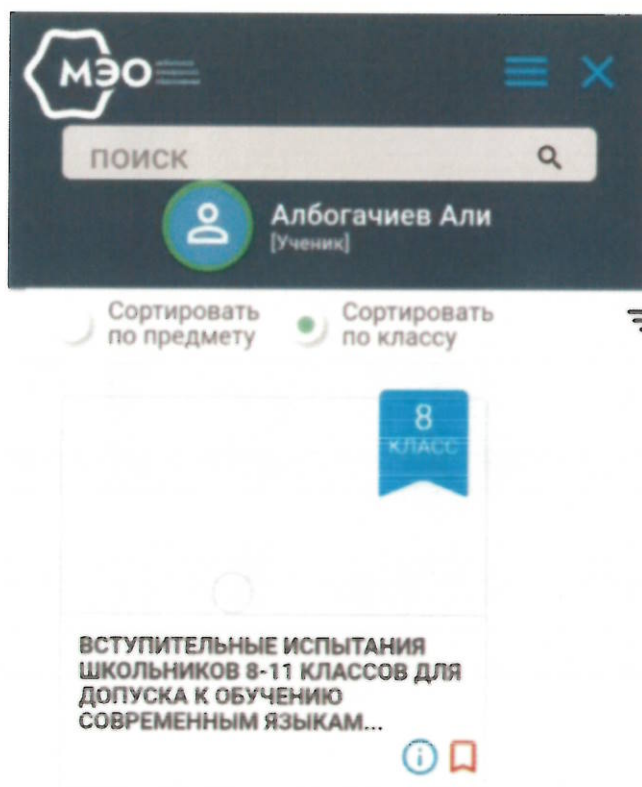 МЭО
ПОИСК
Албогачиев Али
[Ученик]
Сортировать
по предмету
Сортировать
по классу
8
КЛАСС
ВСТУПИТЕЛЬНЫЕ ИСПЫТАНИЯ
ШКОЛЬНИКОВ 8-11 КЛАССОВ ДЛЯ
ДОПУСКА К ОБУЧЕНИЮ
СОВРЕМЕННЫМ ЯЗЫКАМ...